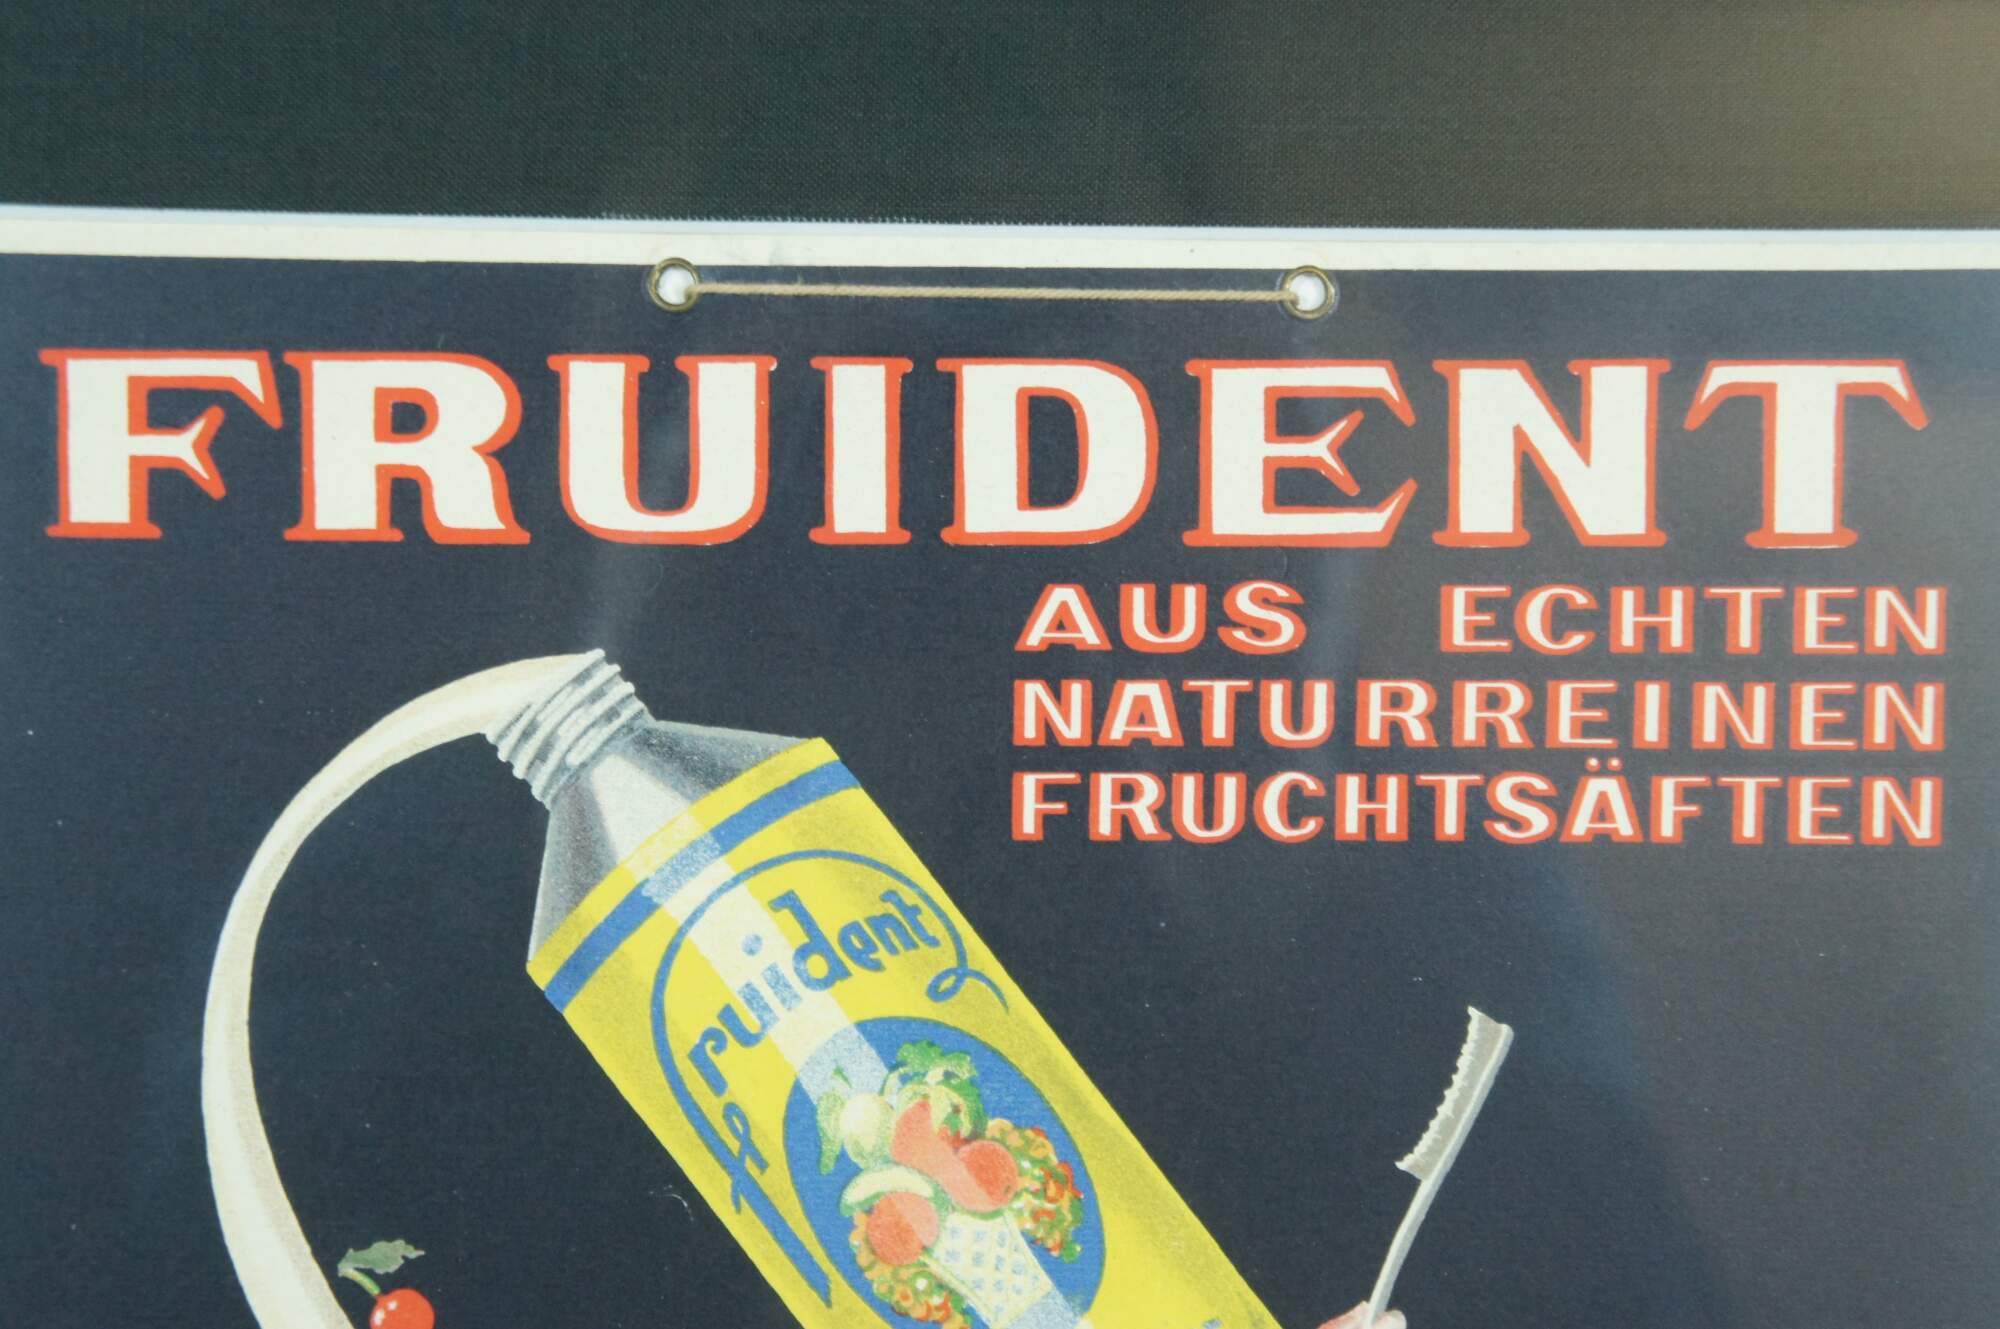 FRUIDENT
AUS ECHTEN
NATURREINEN
FRUCHTSÄFTEN
fruident